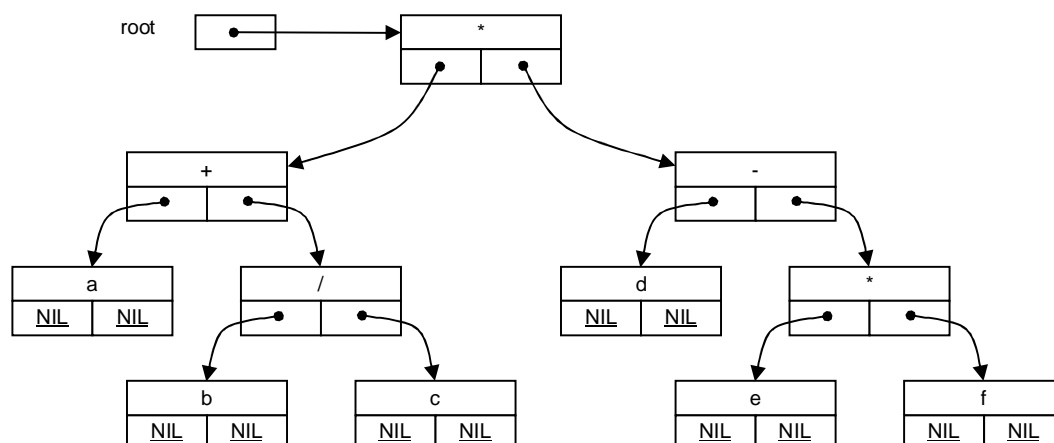 root *
+ -
a / d *
NIL NIL NIL NIL
b c e f
NIL NIL NIL NIL NIL NIL NIL NIL